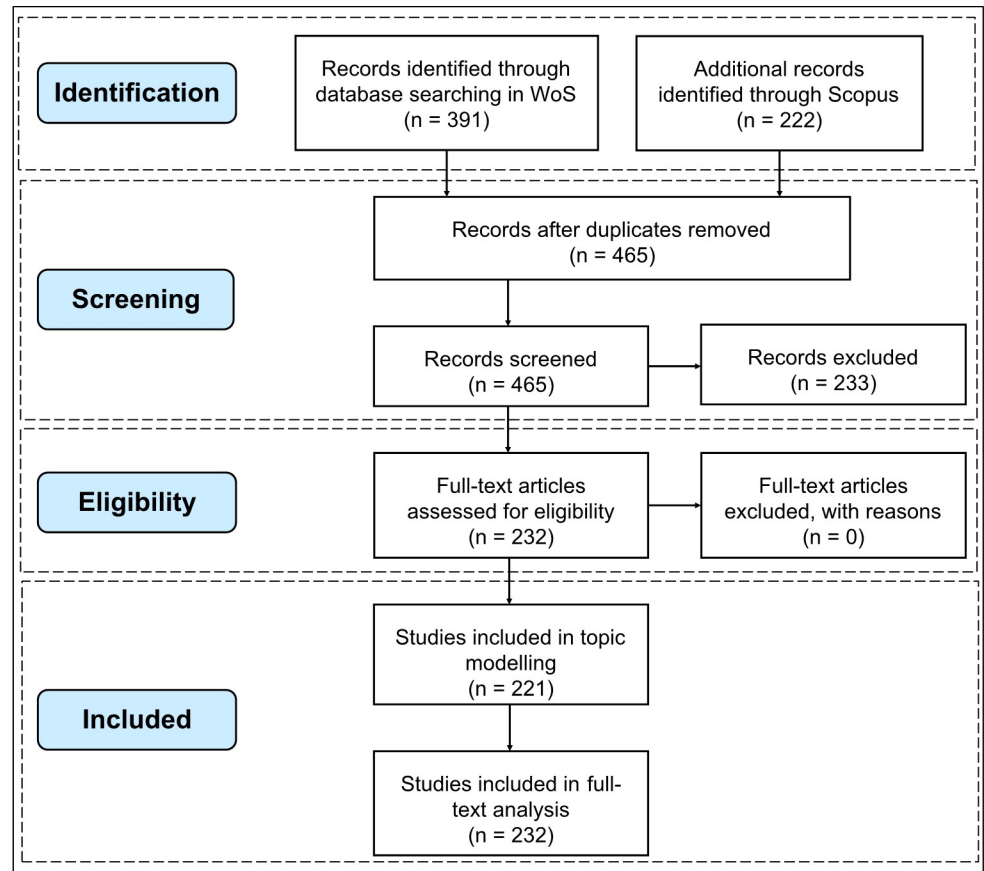 Identification
Records identified through
database searching in WoS
(n = 391)
Additional records
identified through Scopus
(n = 222)
Screening
Records after duplicates removed
(n = 465)
Records screened
(n = 465)
Records excluded
(n = 233)
Eligibility
Full-text articles
assessed for eligibility
(n = 232)
Full-text articles
excluded, with reasons
(n = 0)
Included
Studies included in topic
modelling
(n = 221)
Studies included in full-
text analysis
(n = 232)